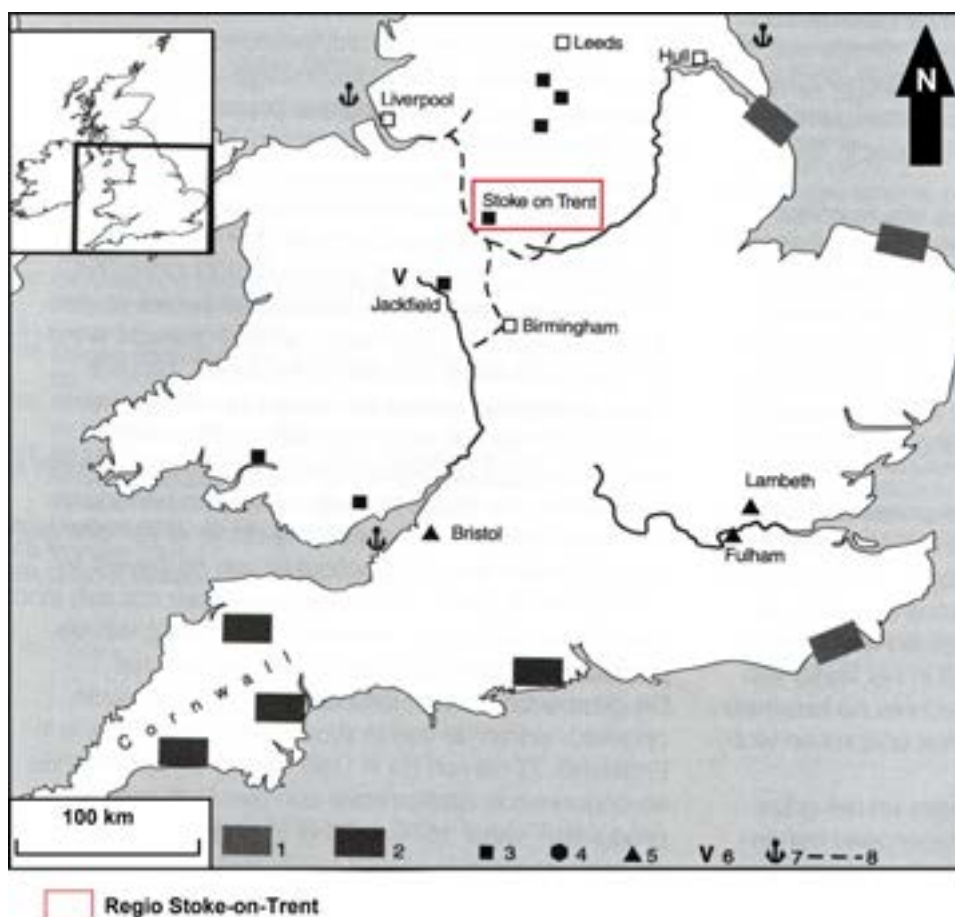 Leeds
Hull
N
Liverpool
Stoke on Trent
V
Jackfield
Birmingham
Lambeth
Bristol
Fulham
Cornwall
100 km
1
2
3
4
5
V 6
7
8
Regio Stoke-on-Trent